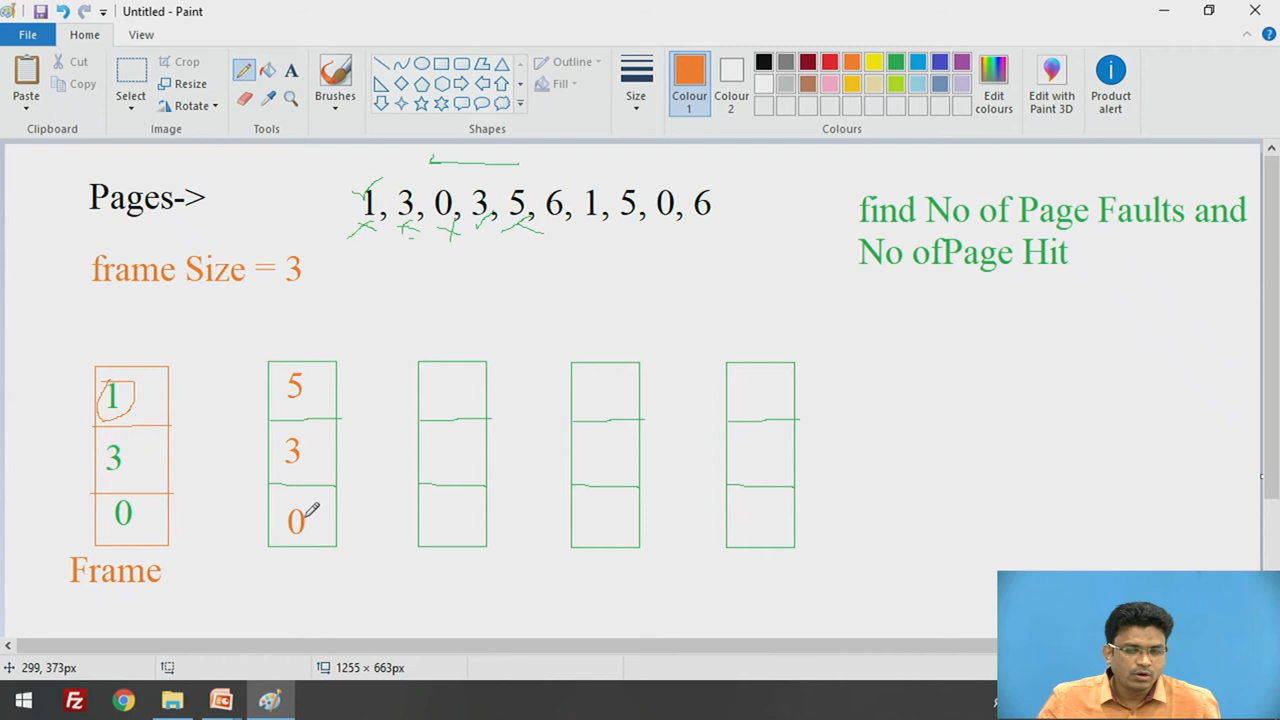 Untitled - Paint
File Home View
Paste
Cut
Copy
Clipboard
Select
Crop
Resize
Rotate
Image
A
Tools
Brushes
Outline
Fill
Shapes
Size
Colour 1
Colour 2
Edit colours
Colours
Edit with Paint 3D
Product alert
Pages-> 1, 3, 0, 3, 5, 6, 1, 5, 0, 6
find No of Page Faults and
No ofPage Hit
frame Size = 3
1 5
3 3
0 0
Frame
299, 373px 1255 × 663px